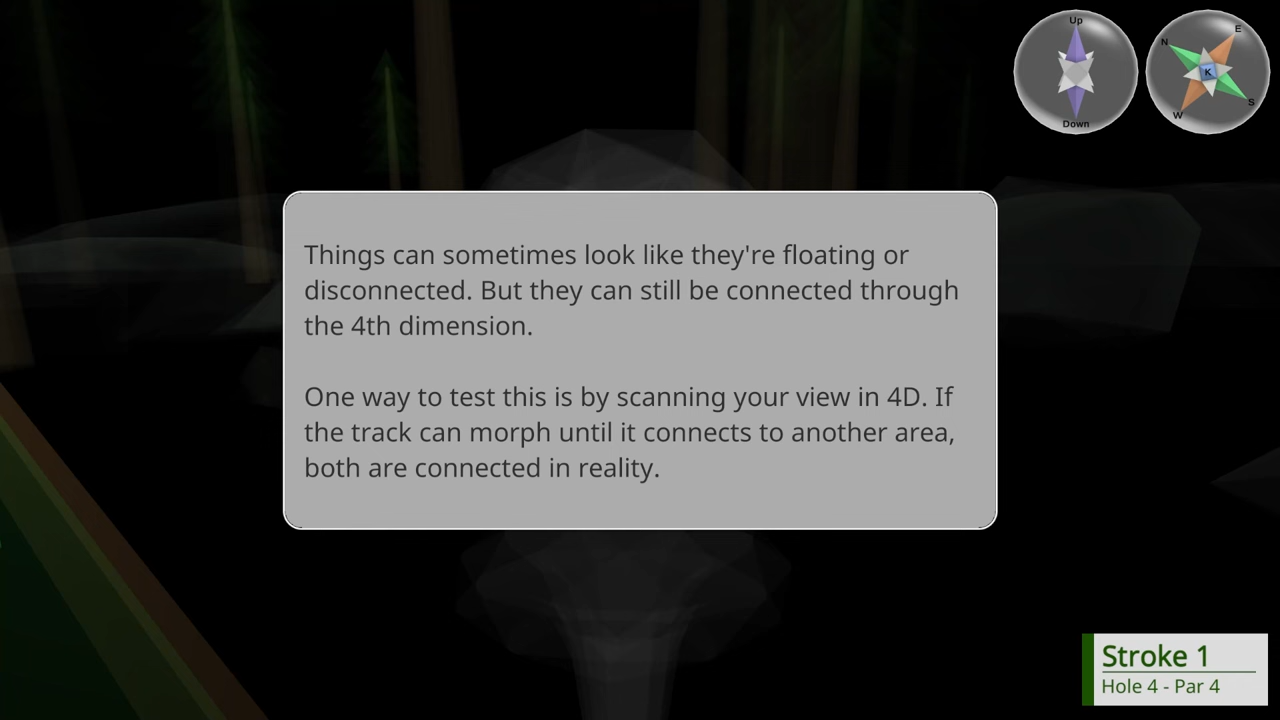 Up
Down
N
E
K
W
S
Things can sometimes look like they're floating or
disconnected. But they can still be connected through
the 4th dimension.
One way to test this is by scanning your view in 4D. If
the track can morph until it connects to another area,
both are connected in reality.
Stroke 1
Hole 4 - Par 4